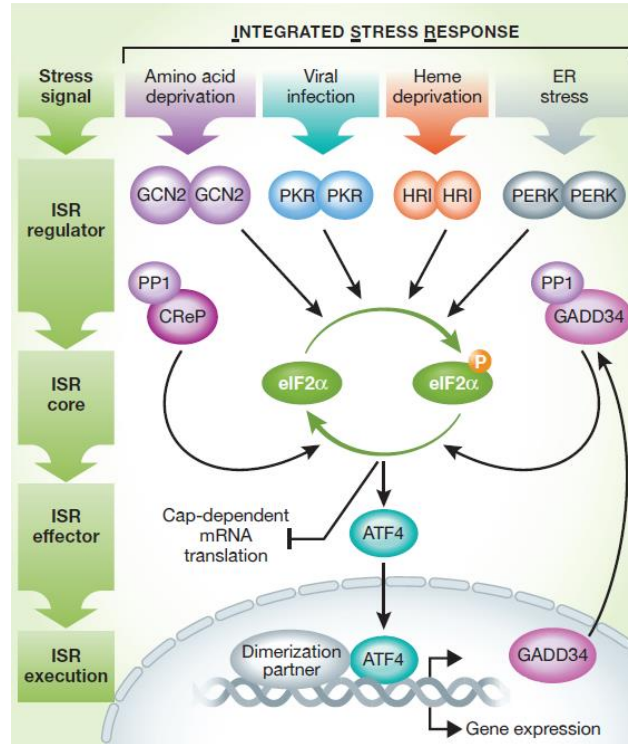 INTEGRATED STRESS RESPONSE
Stress
signal
Amino acid
deprivation
Viral
infection
Heme
deprivation
ER
stress
ISR
regulator
GCN2 GCN2
PKR PKR
HRI HRI
PERK PERK
PP1
CReP
PP1
GADD34
ISR
core
eIF2α
eIF2α
P
ISR
effector
Cap-dependent
mRNA
translation
ATF4
ISR
execution
Dimerization
partner
ATF4
GADD34
Gene expression